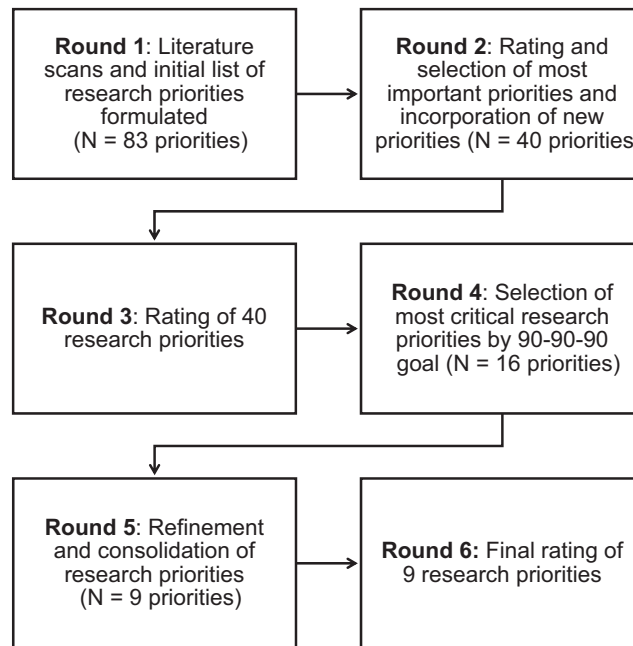 Round 1: Literature
scans and initial list of
research priorities
formulated
(N = 83 priorities)
Round 2: Rating and
selection of most
important priorities and
incorporation of new
priorities (N = 40 priorities
Round 3: Rating of 40
research priorities
Round 4: Selection of
most critical research
priorities by 90-90-90
goal (N = 16 priorities)
Round 5: Refinement
and consolidation of
research priorities
(N = 9 priorities)
Round 6: Final rating of
9 research priorities